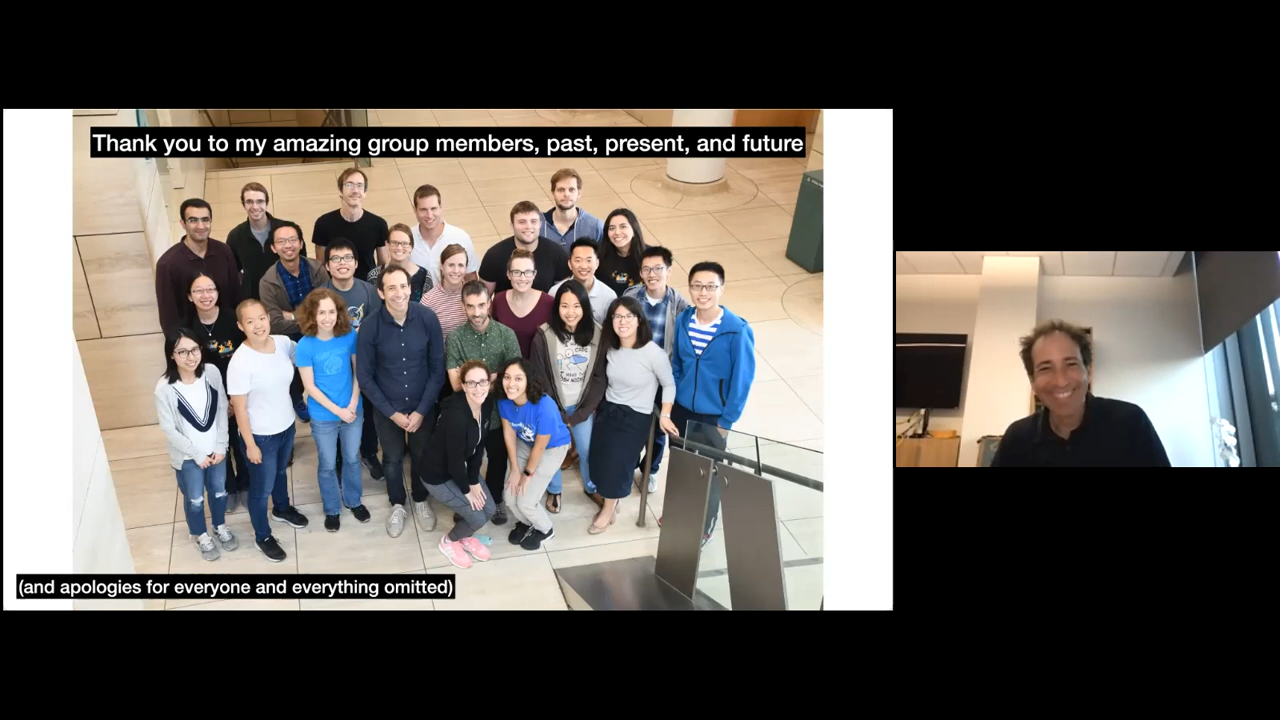 Thank you to my amazing group members, past, present, and future
(and apologies for everyone and everything omitted)